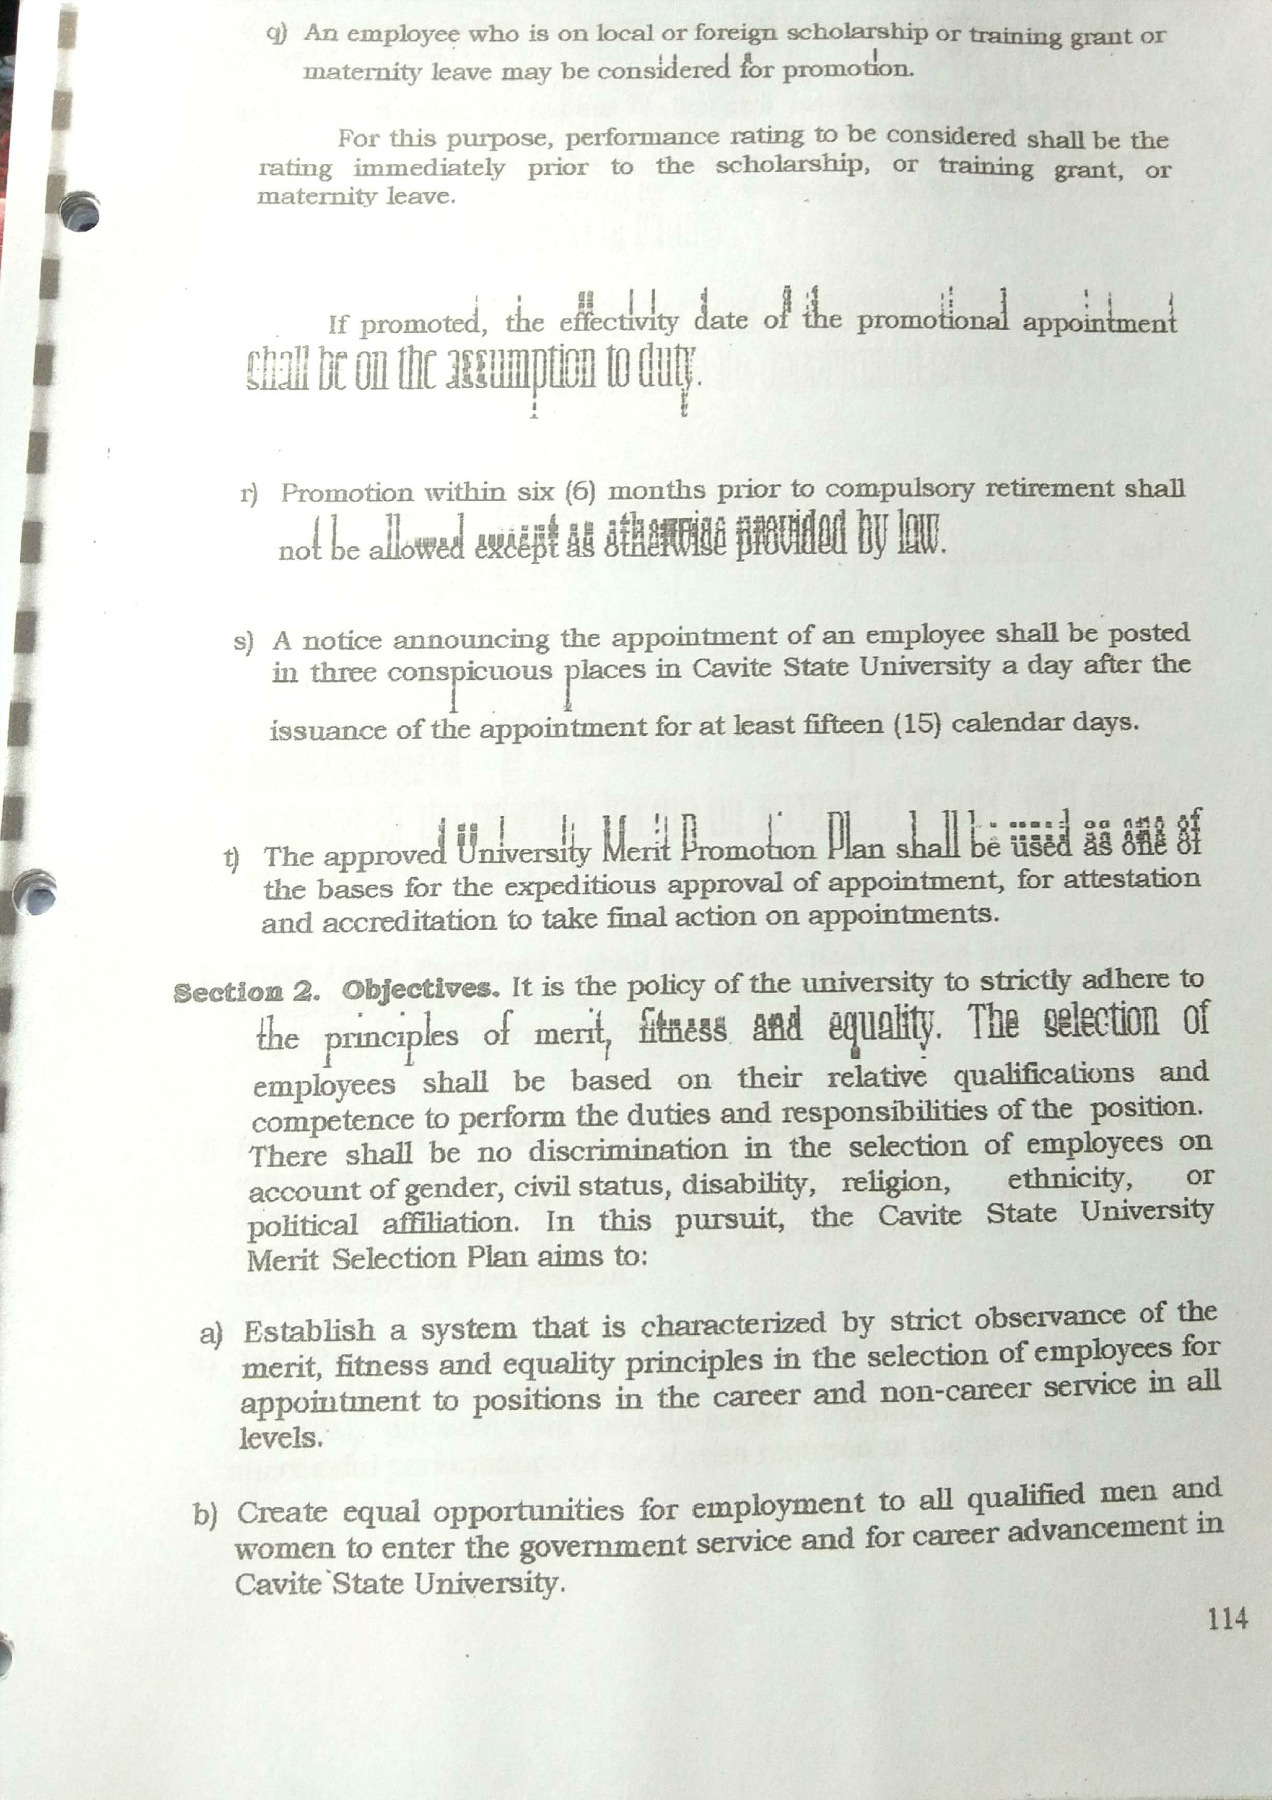 q) An employee who is on local or foreign scholarship or training grant or
maternity leave may be considered for promotion.
For this purpose, performance rating to be considered shall be the
rating immediately prior to the scholarship, or training grant, or
maternity leave.
If promoted, the effectivity date of the promotional appointment
shall be on the assumption to duty.
r) Promotion within six (6) months prior to compulsory retirement shall
not be allowed except as otherwise provided by law.
s) A notice announcing the appointment of an employee shall be posted
in three conspicuous places in Cavite State University a day after the
issuance of the appointment for at least fifteen (15) calendar days.
t) The approved University Merit Promotion Plan shall be used as one of
the bases for the expeditious approval of appointment, for attestation
and accreditation to take final action on appointments.
Section 2. Objectives. It is the policy of the university to strictly adhere to
the principles of merit, fitness and equality. The selection of
employees shall be based on their relative qualifications and
competence to perform the duties and responsibilities of the position.
There shall be no discrimination in the selection of employees on
account of gender, civil status, disability, religion, ethnicity, or
political affiliation. In this pursuit, the Cavite State University
Merit Selection Plan aims to:
a) Establish a system that is characterized by strict observance of the
merit, fitness and equality principles in the selection of employees for
appointment to positions in the career and non-career service in all
levels.
b) Create equal opportunities for employment to all qualified men and
women to enter the government service and for career advancement in
Cavite State University.
114